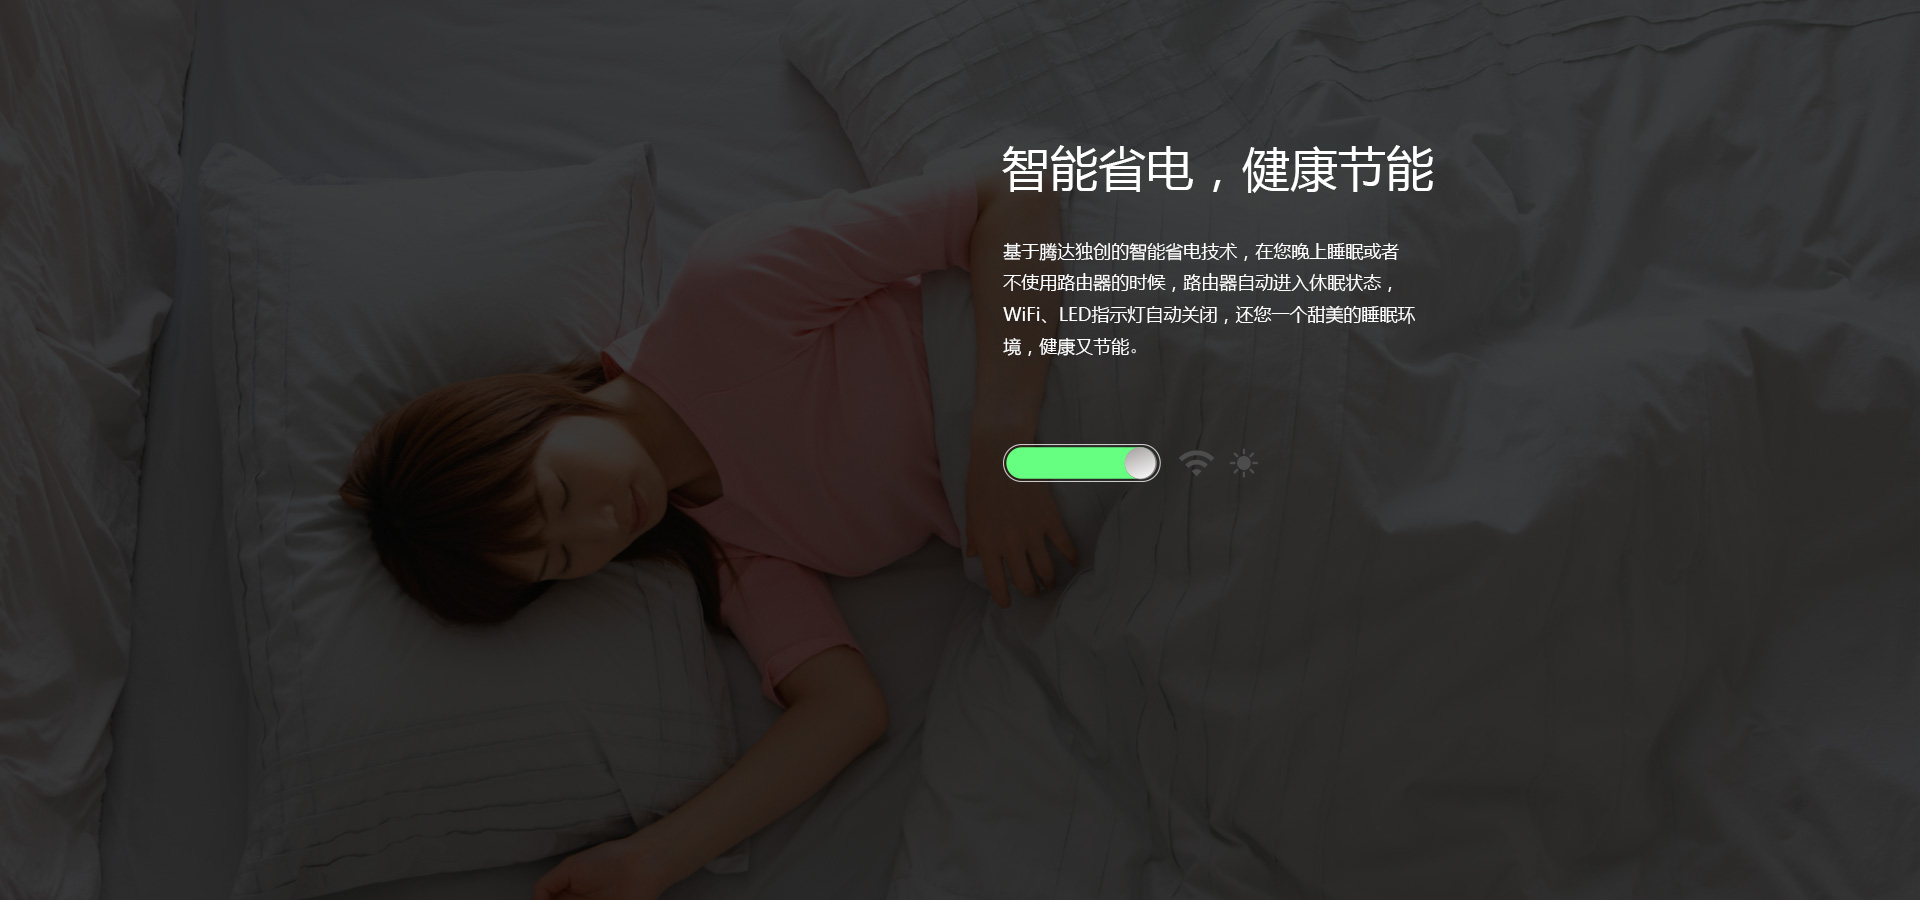 智能省电，健康节能
基于腾达独创的智能省电技术，在您晚上睡眠或者
不使用路由器的时候，路由器自动进入休眠状态，
WiFi、LED指示灯自动关闭，还您一个甜美的睡眠环
境，健康又节能。